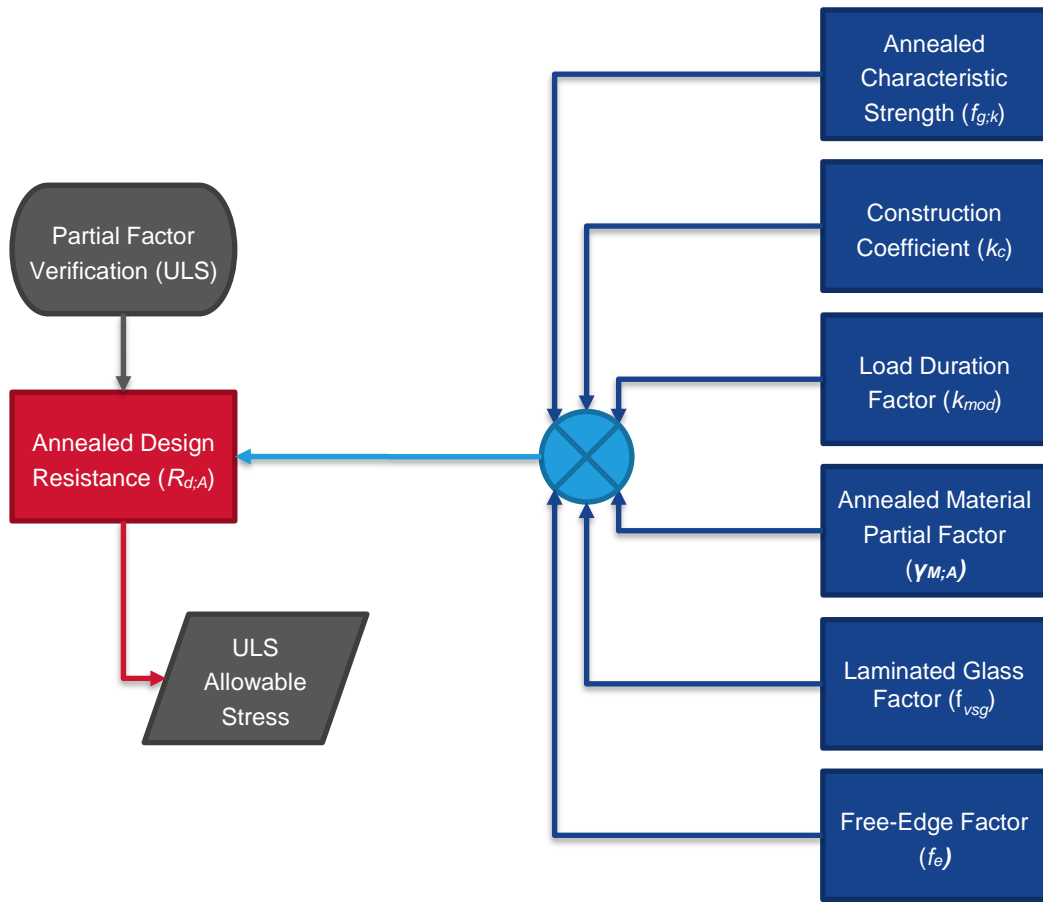 Partial Factor
Verification (ULS)
Annealed Design
Resistance (Rd;A)
ULS
Allowable
Stress
Annealed
Characteristic
Strength (fg;k)
Construction
Coefficient (kc)
Load Duration
Factor (kmod)
Annealed Material
Partial Factor
(γM;A)
Laminated Glass
Factor (fvsg)
Free-Edge Factor
(fe)